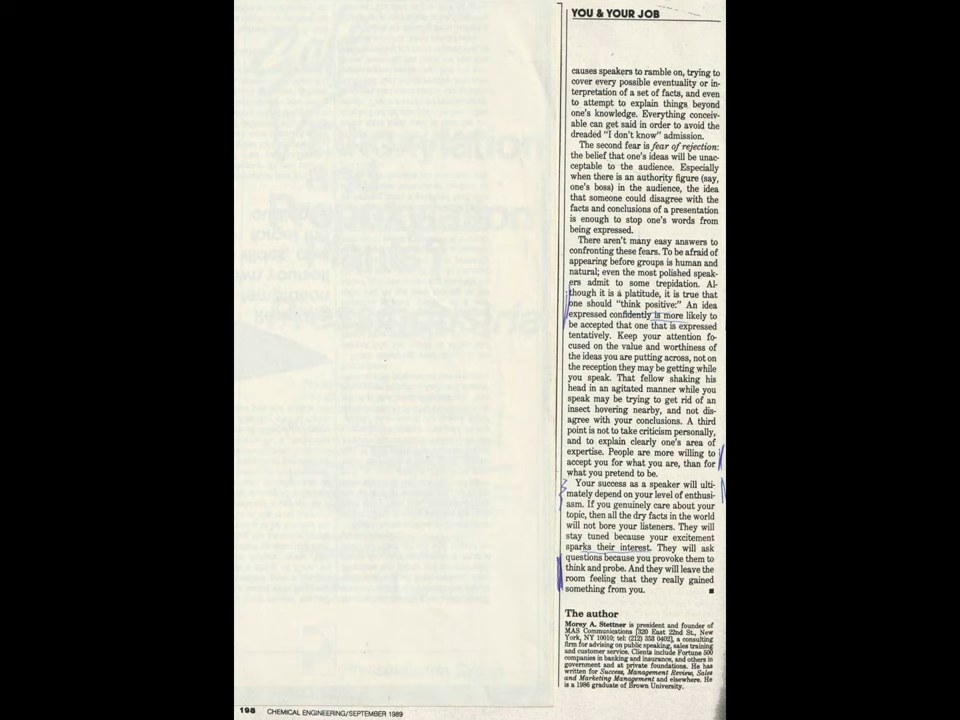 YOU & YOUR JOB
causes speakers to ramble on, trying to
cover every possible eventuality or in-
terpretation of a set of facts, and even
to attempt to explain things beyond
one's knowledge. Everything conceiv-
able can get said in order to avoid the
dreaded "I don't know" admission.
The second fear is fear of rejection:
the belief that one's ideas will be unac-
ceptable to the audience. Especially
when there is an authority figure (say,
one's boss) in the audience, the idea
that someone could disagree with the
facts and conclusions of a presentation
is enough to stop one's words from
being expressed.
There aren't many easy answers to
confronting these fears. To be afraid of
appearing before groups is human and
natural; even the most polished speak-
ers admit to some trepidation. Al-
though it is a platitude, it is true that
one should "think positive:" An idea
expressed confidently is more likely to
be accepted that one that is expressed
tentatively. Keep your attention fo-
cused on the value and worthiness of
the ideas you are putting across, not on
the reception they may be getting while
you speak. That fellow shaking his
head in an agitated manner while you
speak may be trying to get rid of an
insect hovering nearby, and not dis-
agree with your conclusions. A third
point is not to take criticism personally,
and to explain clearly one's area of
expertise. People are more willing to
accept you for what you are, than for
what you pretend to be.
Your success as a speaker will ulti-
mately depend on your level of enthusi-
asm. If you genuinely care about your
topic, then all the dry facts in the world
will not bore your listeners. They will
stay tuned because your excitement
sparks their interest. They will ask
questions because you provoke them to
think and probe. And they will leave the
room feeling that they really gained
something from you.
The author
Morey A. Stettner is president and founder of
MAS Communications [320 East 22nd St., New
York, NY 10010; tel: (212) 353 0402], a consulting
firm for advising on public speaking, sales training
and customer service. Clients include Fortune 500
companies in banking and insurance, and others in
government and at private foundations. He has
written for Success, Management Review, Sales
and Marketing Management and elsewhere. He
is a 1986 graduate of Brown University.
198 CHEMICAL ENGINEERING/SEPTEMBER 1989